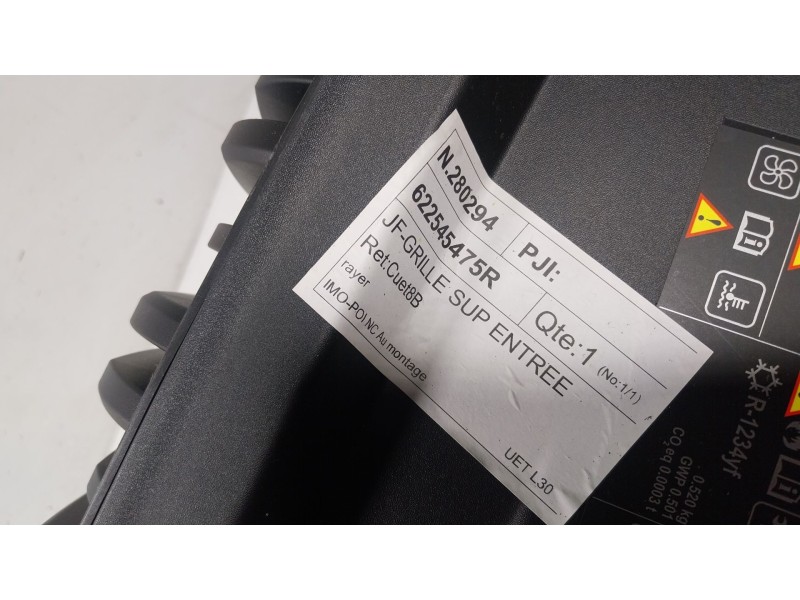 N.280294
PJI:
622545475R
Qte:1 (No:1/1)
JF-GRILLE SUP ENTREE
Ret:Cuet8B
rayer
IMO-PO) NC Au montage
UET L30
R-1234yf
0.520 kg
GWP 0.501
CO₂eq 0.0003 t